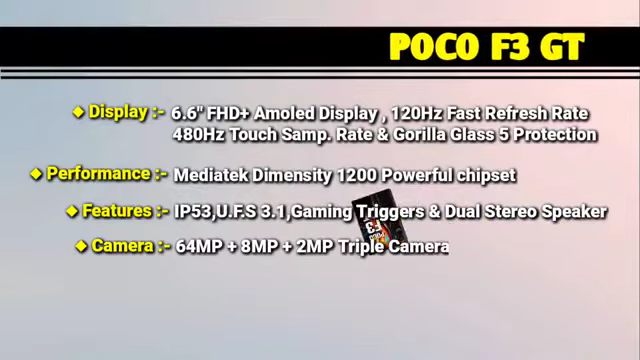 POCO F3 GT
◆ Display :- 6.6" FHD+ Amoled Display , 120Hz Fast Refresh Rate
480Hz Touch Samp. Rate & Gorilla Glass 5 Protection
◆ Performance :- Mediatek Dimensity 1200 Powerful chipset
◆ Features :- IP53,U.F.S 3.1,Gaming Triggers & Dual Stereo Speaker
◆ Camera :- 64MP + 8MP + 2MP Triple Camera